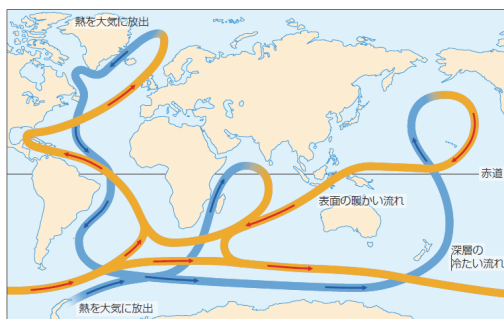 熱を大気に放出
赤道
表面の暖かい流れ
深層の
冷たい流れ
熱を大気に放出